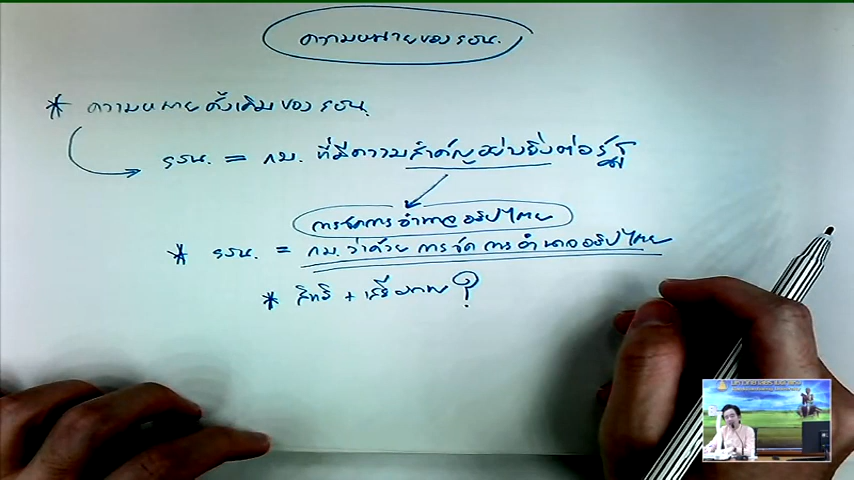 ความหมายของ รธน.
* ความหมายดั้งเดิมของ รธน.
รธน. = กม. ที่มีความสำคัญอย่างยิ่งต่อรัฐ
การจัดการอำนาจอธิปไตย
* รธน. = กม. ว่าด้วย การจัดการอำนาจอธิปไตย
* สิทธิ + เสรีภาพ ?